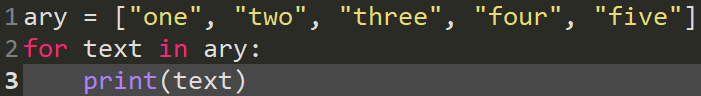 1 ary = ["one", "two", "three", "four", "five"]
2 for text in ary:
3     print(text)